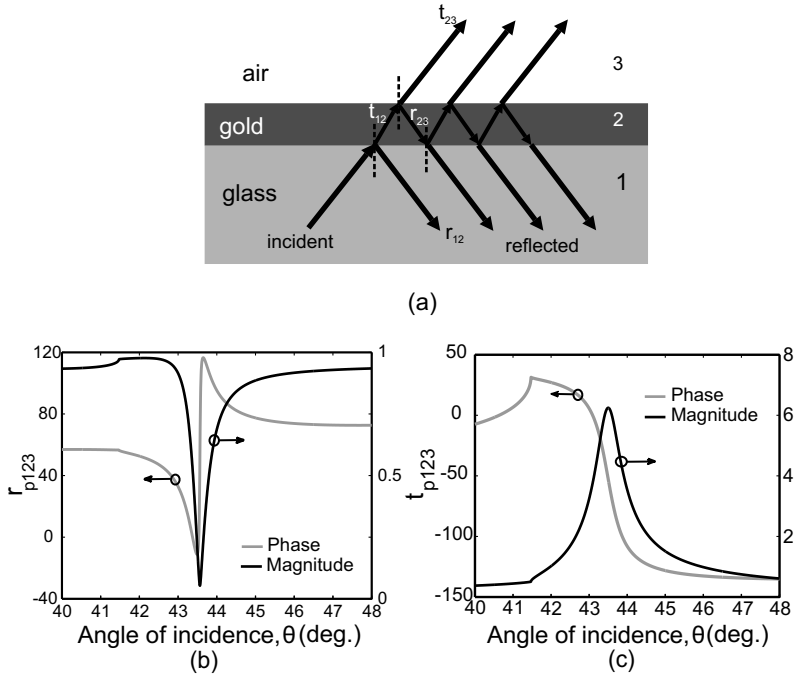 t23
air
3
t12
r23
gold
2
glass
1
incident
r12
reflected
(a)
120
80
40
0
-40
rp123
1
0.5
0
Phase
Magnitude
40 41 42 43 44 45 46 47 48
Angle of incidence,θ(deg.)
(b)
50
0
-50
-100
-150
tp123
8
6
4
2
0
Phase
Magnitude
40 41 42 43 44 45 46 47 48
Angle of incidence,θ(deg.)
(c)